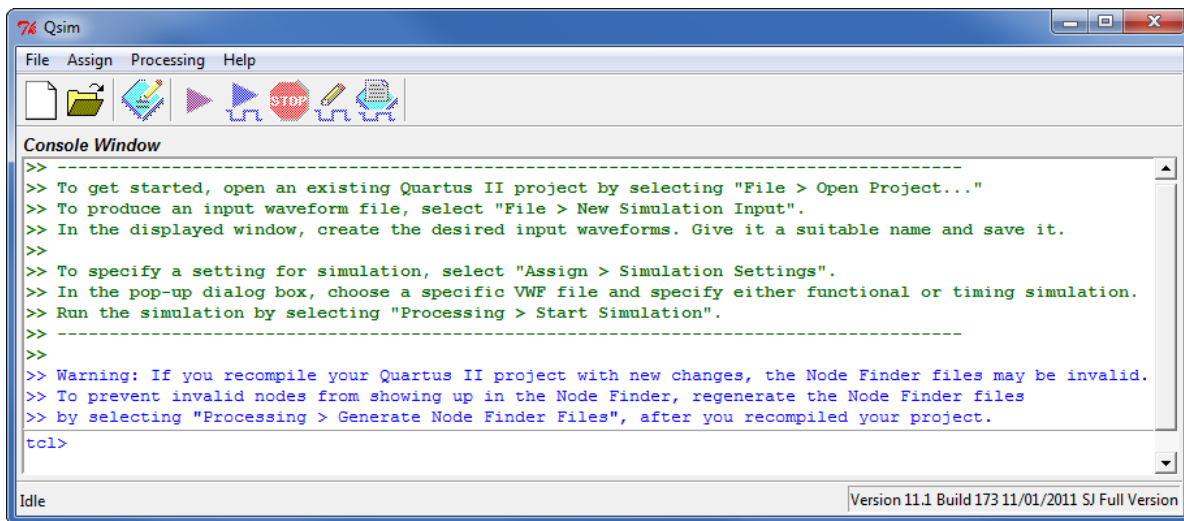 Qsim
File Assign Processing Help
STOP
Console Window
>> ---------------------------------------------------------------------------------------
>> To get started, open an existing Quartus II project by selecting "File > Open Project..."
>> To produce an input waveform file, select "File > New Simulation Input".
>> In the displayed window, create the desired input waveforms. Give it a suitable name and save it.
>>
>> To specify a setting for simulation, select "Assign > Simulation Settings".
>> In the pop-up dialog box, choose a specific VWF file and specify either functional or timing simulation.
>> Run the simulation by selecting "Processing > Start Simulation".
>> ---------------------------------------------------------------------------------------
>>
>> Warning: If you recompile your Quartus II project with new changes, the Node Finder files may be invalid.
>> To prevent invalid nodes from showing up in the Node Finder, regenerate the Node Finder files
>> by selecting "Processing > Generate Node Finder Files", after you recompiled your project.
tcl>
Idle Version 11.1 Build 173 11/01/2011 SJ Full Version